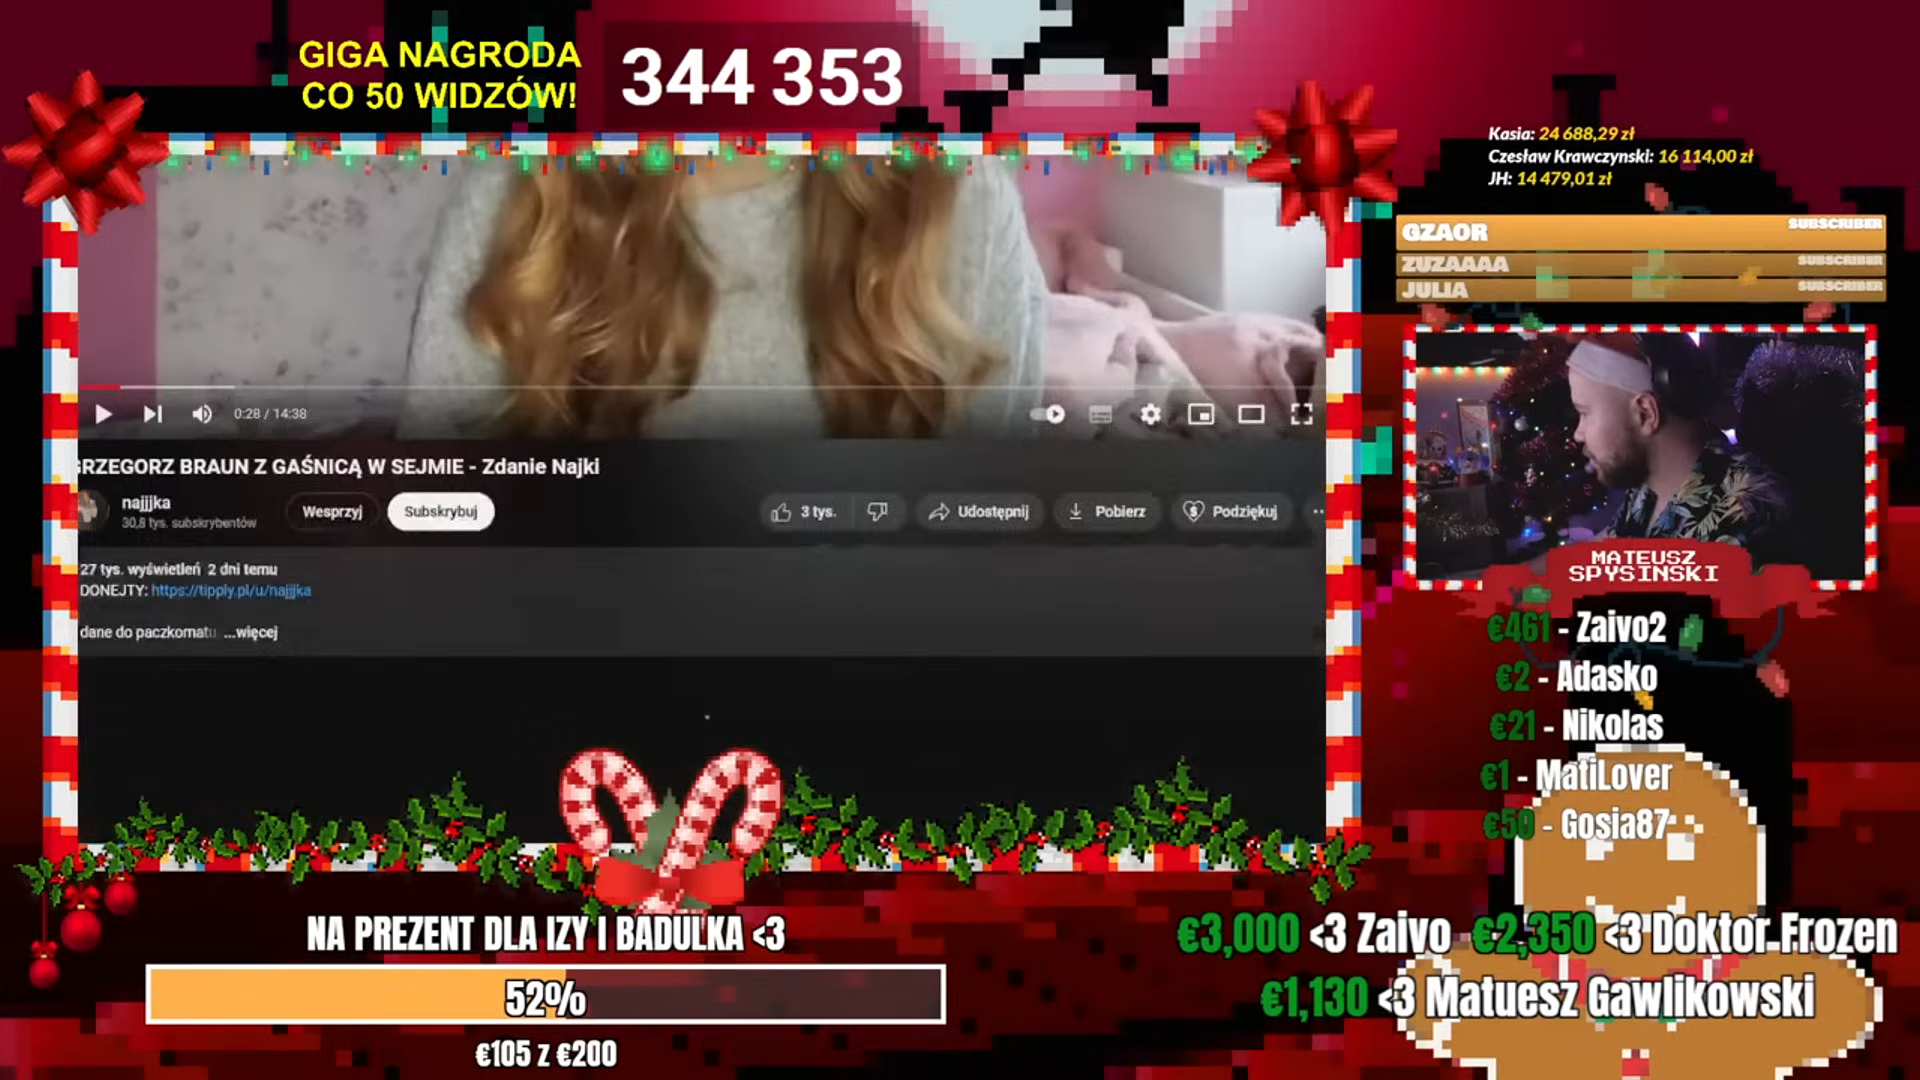 GIGA NAGRODA
CO 50 WIDZÓW!
344 353
Kasia: 24 688,29 zł
Czesław Krawczynski: 16 114,00 zł
JH: 14 479,01 zł
GZAOR SUBSCRIBER
ZUZAAAA SUBSCRIBER
JULIA SUBSCRIBER
0:28 / 14:38
GRZEGORZ BRAUN Z GAŚNICĄ W SEJMIE - Zdanie Najki
najjjka
30,8 tys. subskrybentów
Wesprzyj
Subskrybuj
3 tys.
Udostępnij
Pobierz
Podziękuj
27 tys. wyświetleń 2 dni temu
DONEJTY: https://tipply.pl/u/najjjka
dane do paczkomatu ...więcej
MATEUSZ
SPYSINSKI
€461 - Zaivo2
€2 - Adasko
€21 - Nikolas
€1 - MatiLover
€50 - Gosia87
NA PREZENT DLA IZY I BADULKA <3
52%
€105 z €200
€3,000 <3 Zaivo €2,350 <3 Doktor Frozen
€1,130 <3 Matuesz Gawlikowski